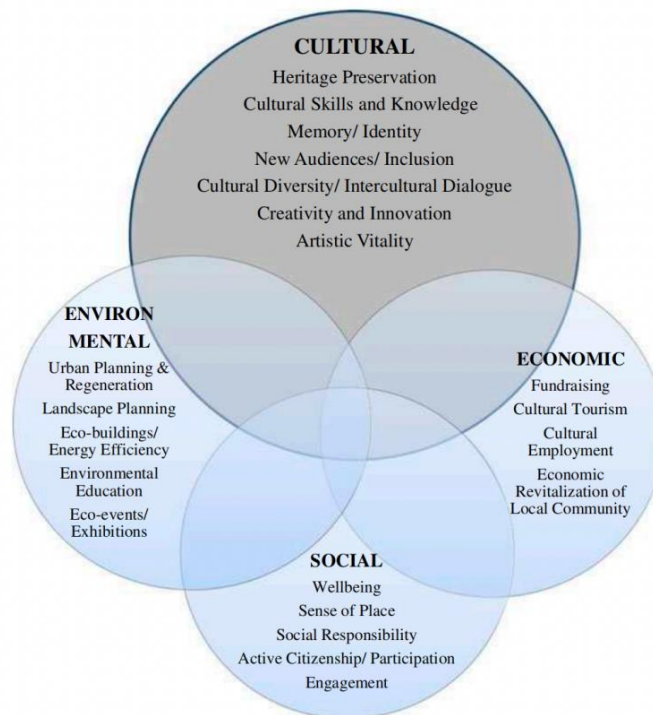 CULTURAL
Heritage Preservation
Cultural Skills and Knowledge
Memory/ Identity
New Audiences/ Inclusion
Cultural Diversity/ Intercultural Dialogue
Creativity and Innovation
Artistic Vitality
ENVIRON
MENTAL
Urban Planning &
Regeneration
Landscape Planning
Eco-buildings/
Energy Efficiency
Environmental
Education
Eco-events/
Exhibitions
ECONOMIC
Fundraising
Cultural Tourism
Cultural
Employment
Economic
Revitalization of
Local Community
SOCIAL
Wellbeing
Sense of Place
Social Responsibility
Active Citizenship/ Participation
Engagement